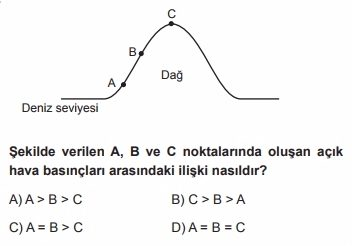 C
B
A
Dağ
Deniz seviyesi
Şekilde verilen A, B ve C noktalarında oluşan açık
hava basınçları arasındaki ilişki nasıldır?
A) A > B > C B) C > B > A
C) A = B > C D) A = B = C